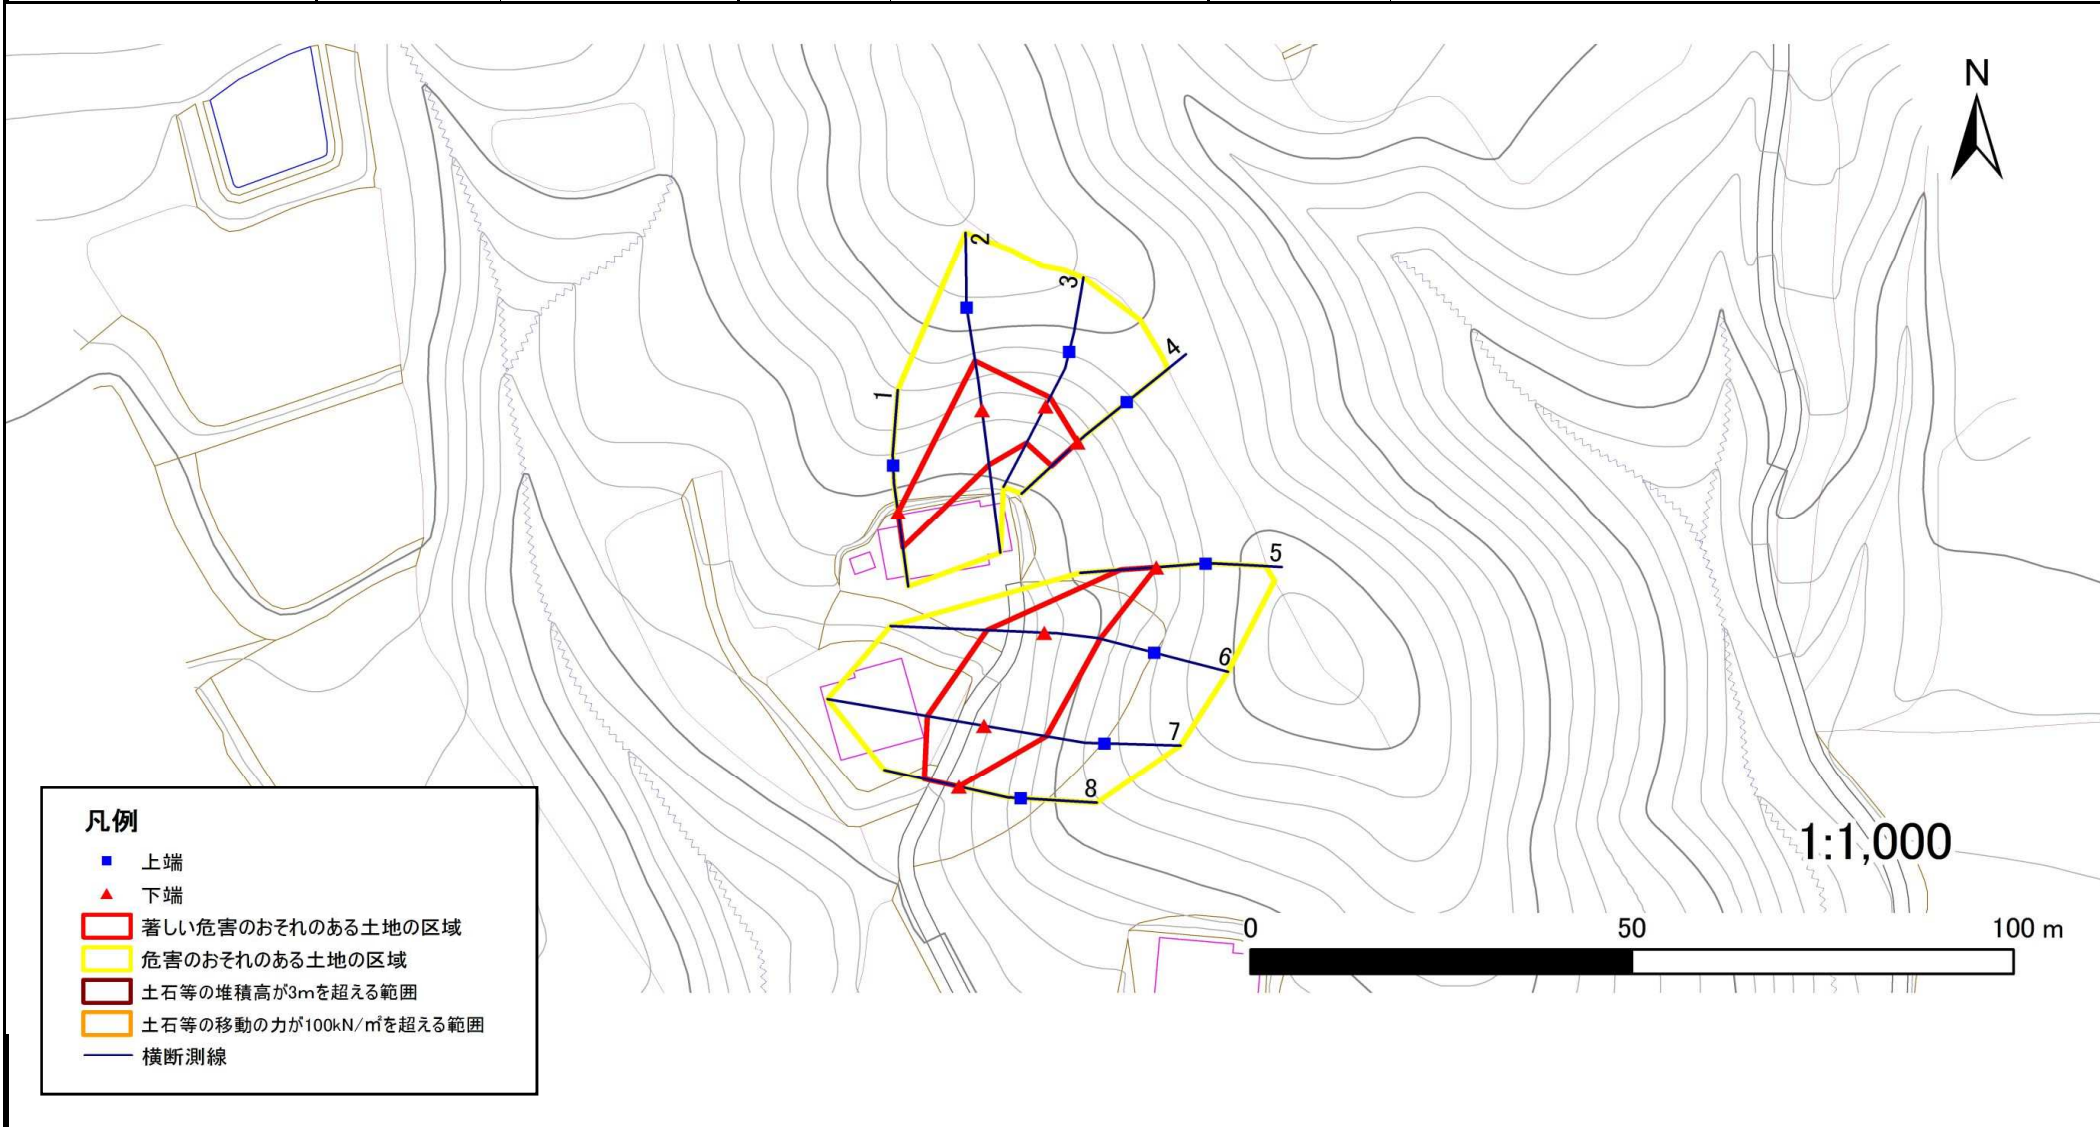 N
2
3
4
1
5
6
7
8
1:1,000
0 50 100 m
凡例
上端
下端
著しい危害のおそれのある土地の区域
危害のおそれのある土地の区域
土石等の堆積高が3mを超える範囲
土石等の移動の力が100kN/㎡を超える範囲
横断測線